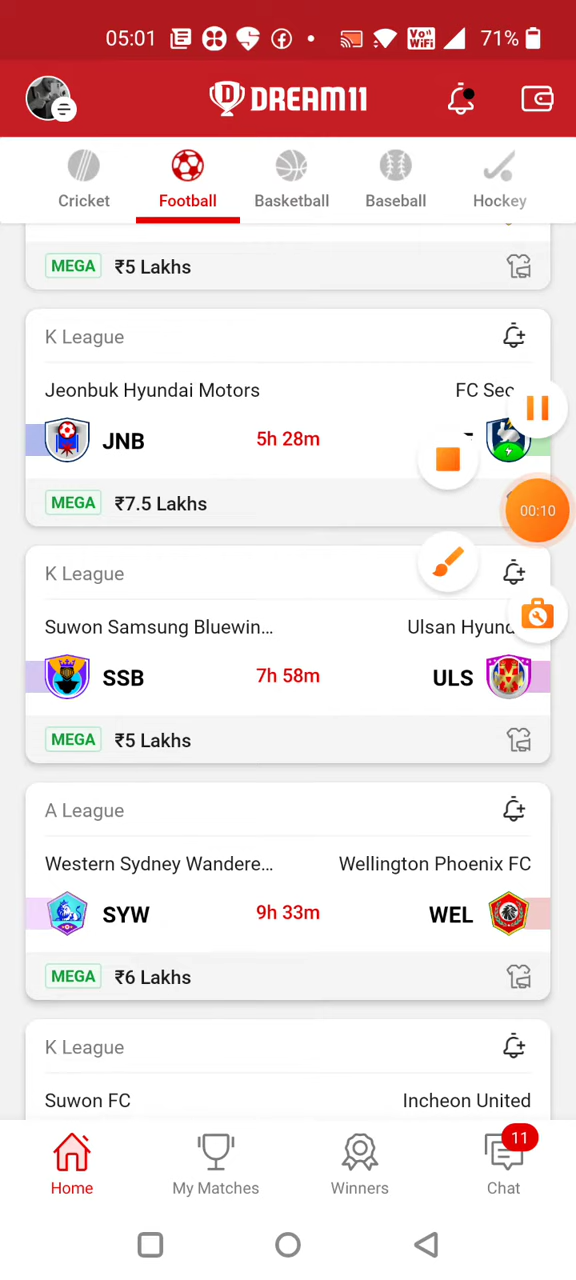 05:01 Vo)) WiFi 71%
DREAM11
Cricket Football Basketball Baseball Hockey
MEGA ₹5 Lakhs
K League
Jeonbuk Hyundai Motors FC
JNB 5h 28m
MEGA ₹7.5 Lakhs
00:10
K League
Suwon Samsung Bluewin... Ulsan
SSB 7h 58m ULS
MEGA ₹5 Lakhs
A League
Western Sydney Wandere... Wellington Phoenix FC
SYW 9h 33m WEL
MEGA ₹6 Lakhs
K League
Suwon FC Incheon United
11
Home My Matches Winners Chat